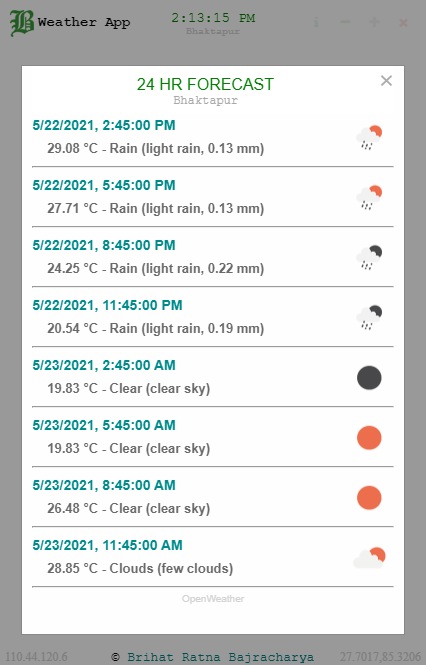 B Weather App
2:13:15 PM
Bhaktapur
24 HR FORECAST
Bhaktapur
5/22/2021, 2:45:00 PM
29.08 °C - Rain (light rain, 0.13 mm)
5/22/2021, 5:45:00 PM
27.71 °C - Rain (light rain, 0.13 mm)
5/22/2021, 8:45:00 PM
24.25 °C - Rain (light rain, 0.22 mm)
5/22/2021, 11:45:00 PM
20.54 °C - Rain (light rain, 0.19 mm)
5/23/2021, 2:45:00 AM
19.83 °C - Clear (clear sky)
5/23/2021, 5:45:00 AM
19.83 °C - Clear (clear sky)
5/23/2021, 8:45:00 AM
26.48 °C - Clear (clear sky)
5/23/2021, 11:45:00 AM
28.85 °C - Clouds (few clouds)
OpenWeather
110.44.120.6
© Brihat Ratna Bajracharya
27.7017,85.3206